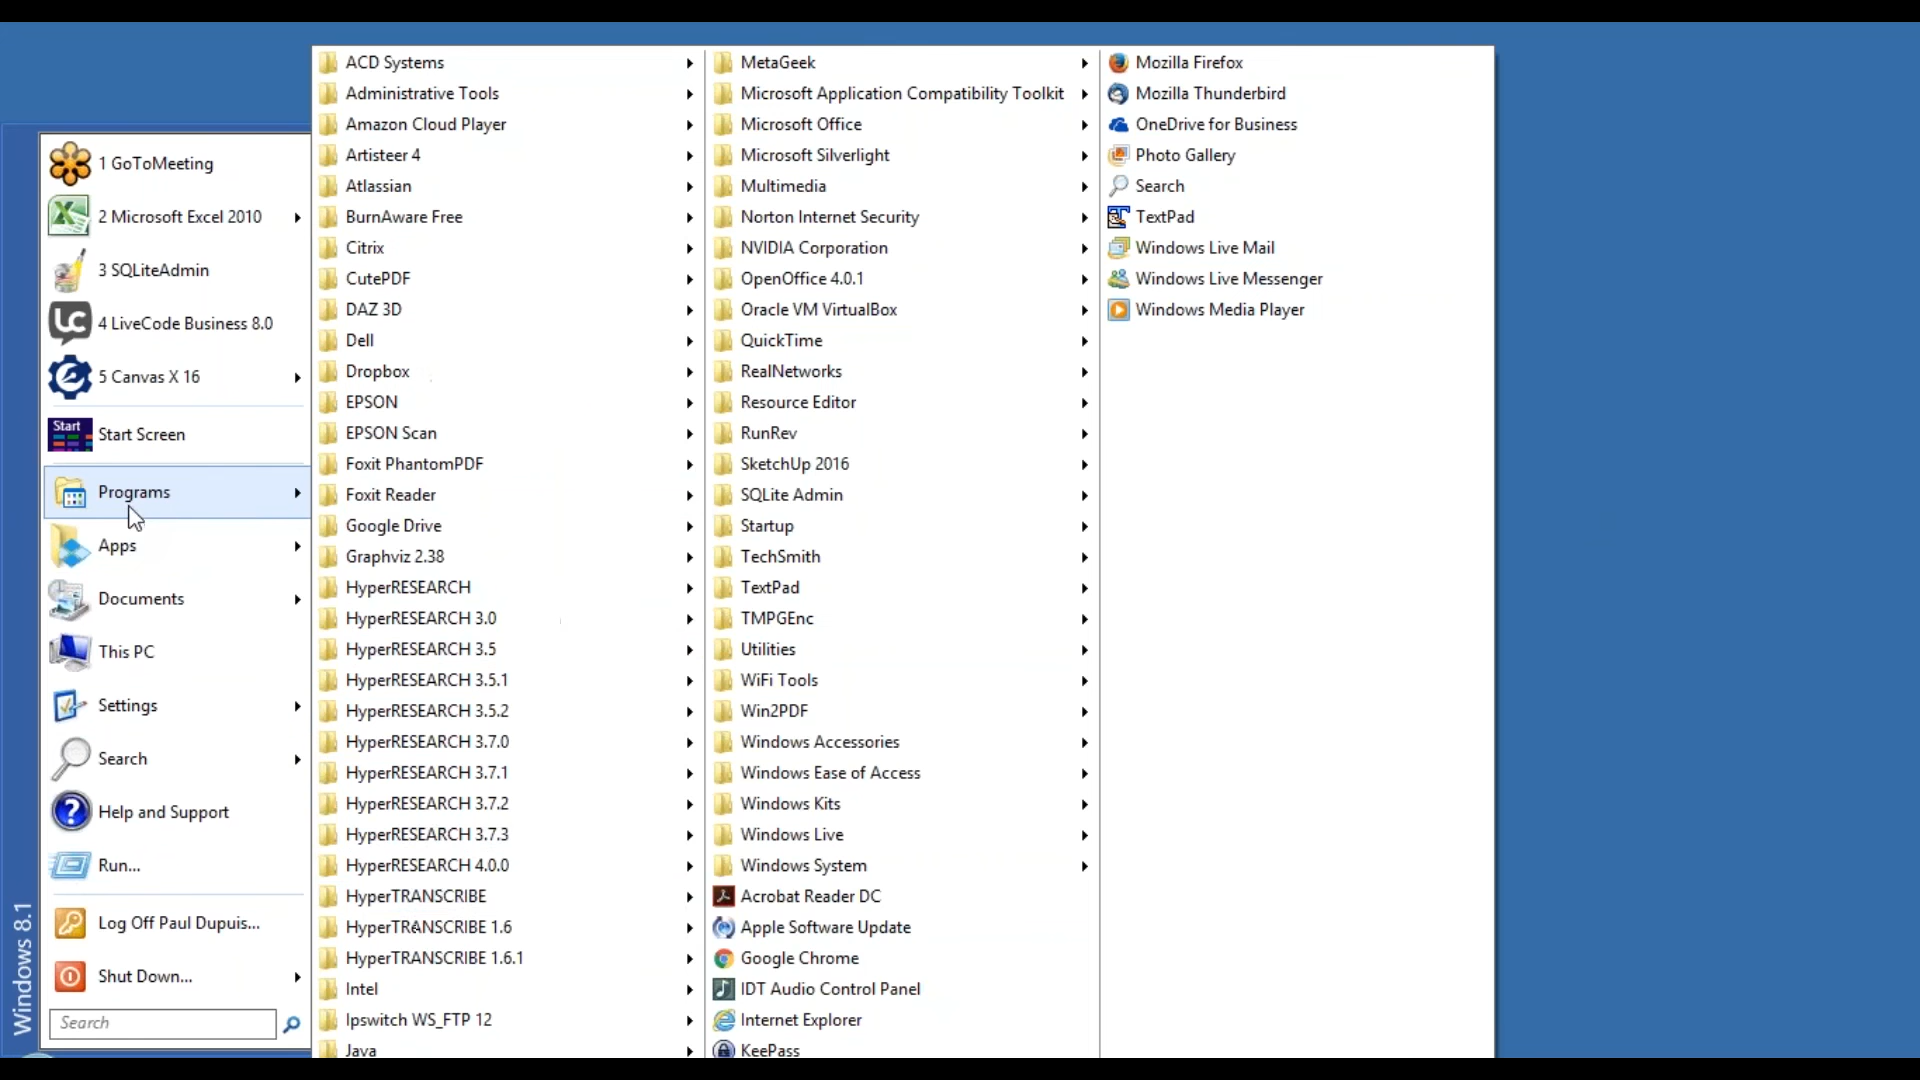 1 GoToMeeting
2 Microsoft Excel 2010
3 SQLiteAdmin
4 LiveCode Business 8.0
5 Canvas X 16
Start
Start Screen
Programs
Apps
Documents
This PC
Settings
Search
Help and Support
Run...
Log Off Paul Dupuis...
Shut Down...
Search
Windows 8.1
ACD Systems
Administrative Tools
Amazon Cloud Player
Artisteer 4
Atlassian
BurnAware Free
Citrix
CutePDF
DAZ 3D
Dell
Dropbox
EPSON
EPSON Scan
Foxit PhantomPDF
Foxit Reader
Google Drive
Graphviz 2.38
HyperRESEARCH
HyperRESEARCH 3.0
HyperRESEARCH 3.5
HyperRESEARCH 3.5.1
HyperRESEARCH 3.5.2
HyperRESEARCH 3.7.0
HyperRESEARCH 3.7.1
HyperRESEARCH 3.7.2
HyperRESEARCH 3.7.3
HyperRESEARCH 4.0.0
HyperTRANSCRIBE
HyperTRANSCRIBE 1.6
HyperTRANSCRIBE 1.6.1
Intel
Ipswitch WS_FTP 12
Java
MetaGeek
Microsoft Application Compatibility Toolkit
Microsoft Office
Microsoft Silverlight
Multimedia
Norton Internet Security
NVIDIA Corporation
OpenOffice 4.0.1
Oracle VM VirtualBox
QuickTime
RealNetworks
Resource Editor
RunRev
SketchUp 2016
SQLite Admin
Startup
TechSmith
TextPad
TMPGEnc
Utilities
WiFi Tools
Win2PDF
Windows Accessories
Windows Ease of Access
Windows Kits
Windows Live
Windows System
Acrobat Reader DC
Apple Software Update
Google Chrome
IDT Audio Control Panel
Internet Explorer
KeePass
Mozilla Firefox
Mozilla Thunderbird
OneDrive for Business
Photo Gallery
Search
TextPad
Windows Live Mail
Windows Live Messenger
Windows Media Player